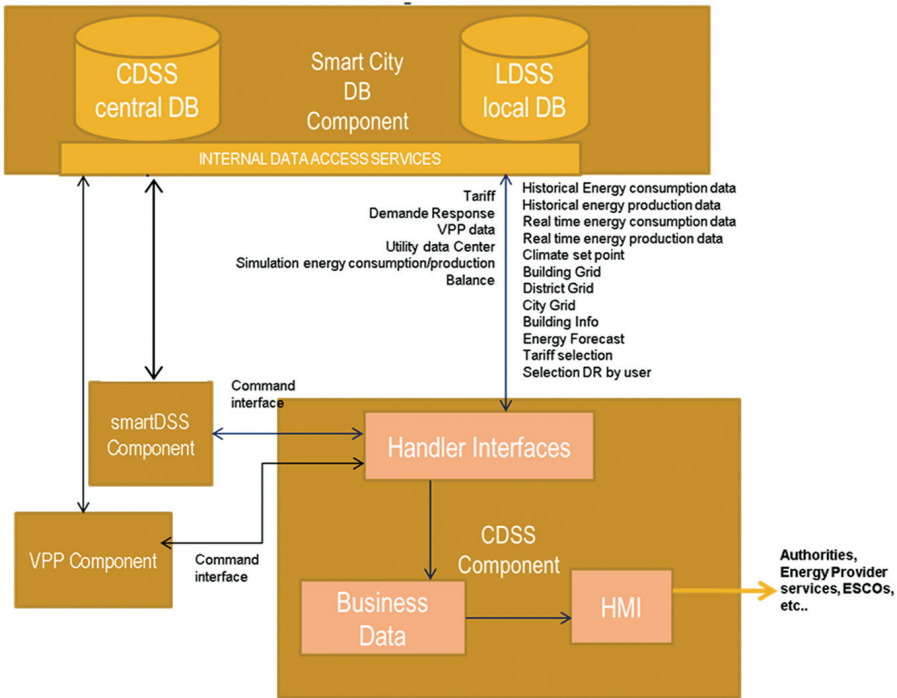 CDSS
central DB
Smart City
DB
Component
LDSS
local DB
INTERNAL DATA ACCESS SERVICES
Tariff
Demande Response
VPP data
Utility data Center
Simulation energy consumption/production
Balance
Historical Energy consumption data
Historical energy production data
Real time energy consumption data
Real time energy production data
Climate set point
Building Grid
District Grid
City Grid
Building Info
Energy Forecast
Tariff selection
Selection DR by user
smartDSS
Component
Command
interface
Handler Interfaces
VPP Component
Command
interface
CDSS
Component
Business
Data
HMI
Authorities,
Energy Provider
services, ESCOs,
etc..